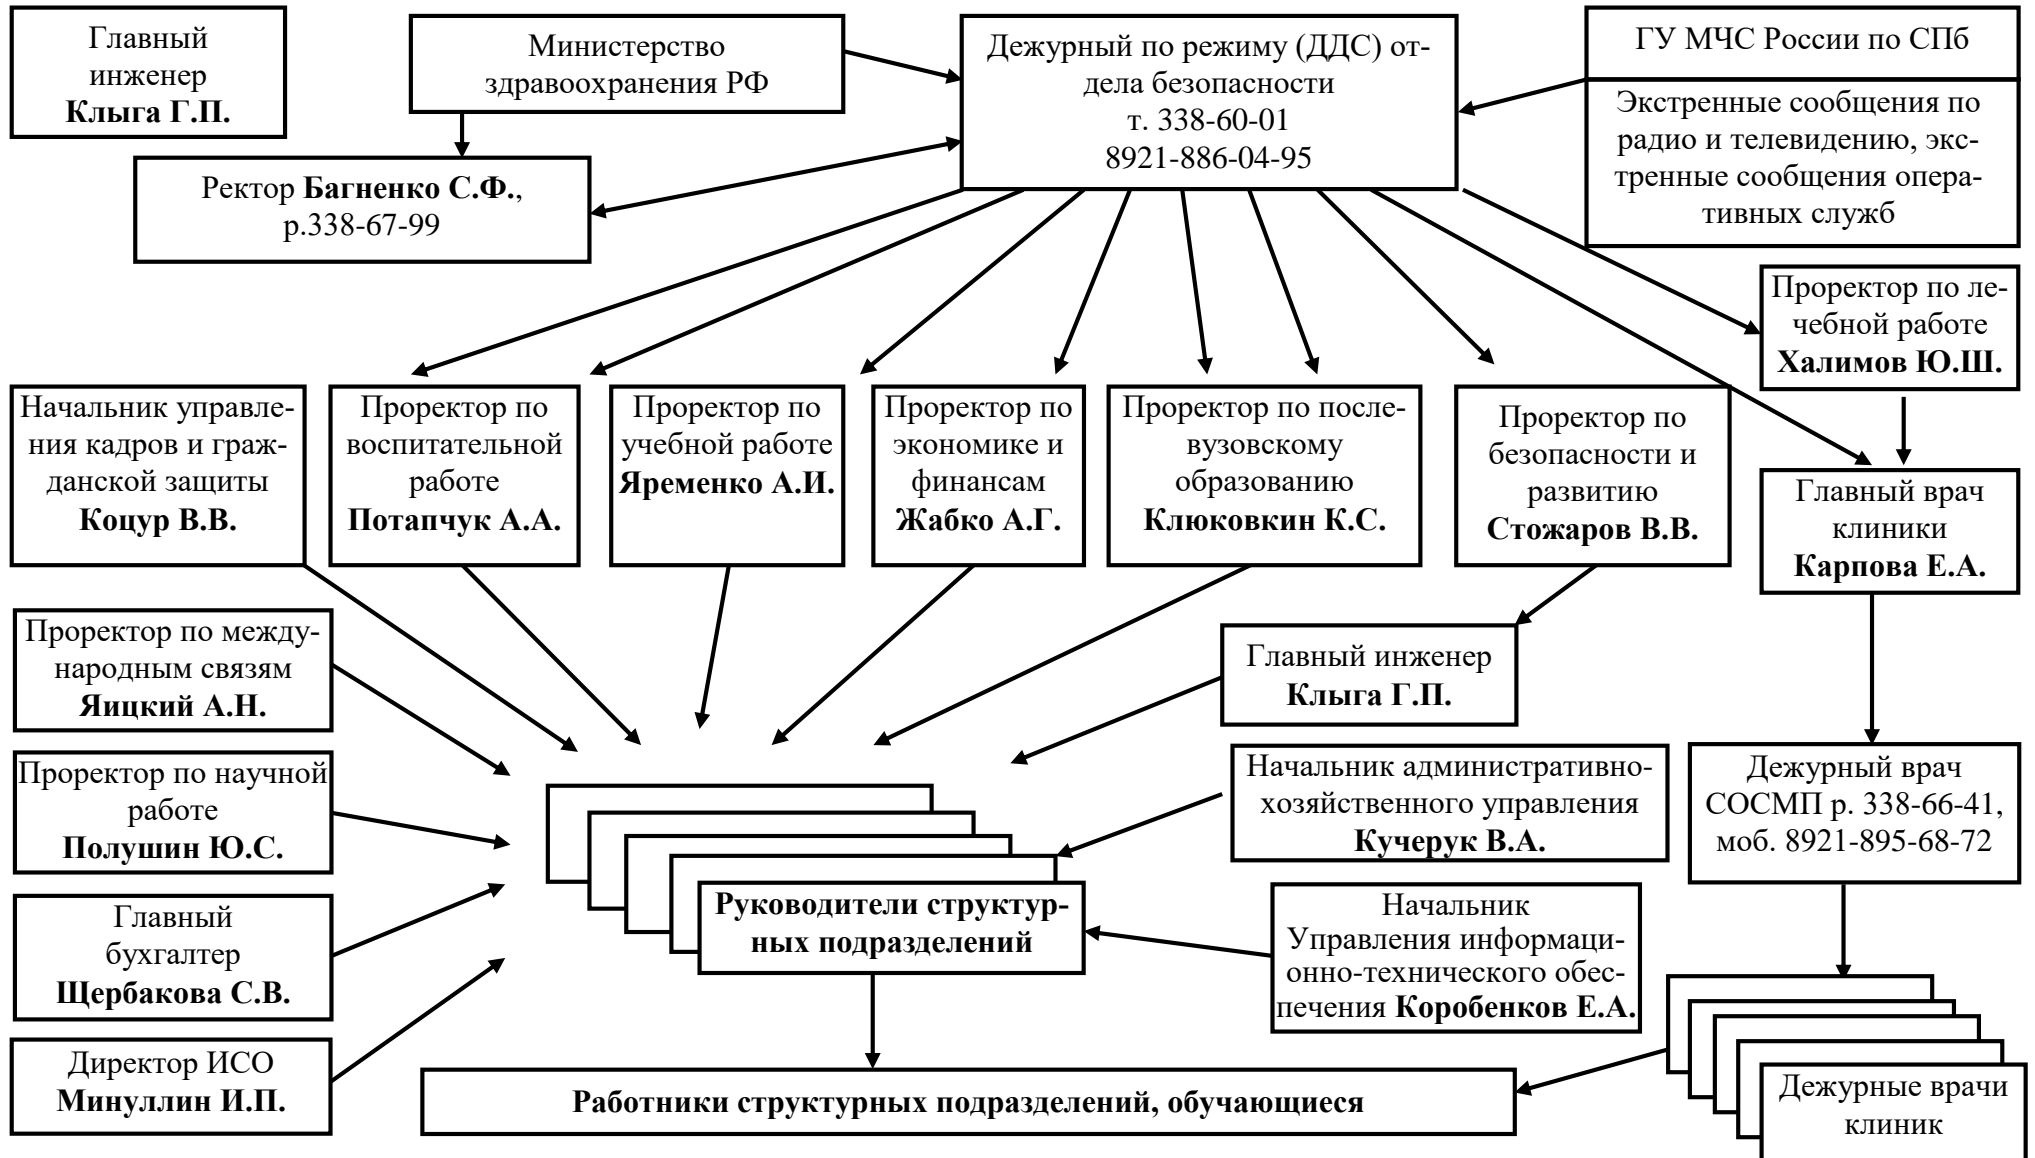 Главный
инженер
Клыга Г.П.
Министерство
здравоохранения РФ
Дежурный по режиму (ДДС) от-
дела безопасности
т. 338-60-01
8921-886-04-95
ГУ МЧС России по СПб
Экстренные сообщения по
радио и телевидению, экс-
тренные сообщения опера-
тивных служб
Ректор Багненко С.Ф.,
р.338-67-99
Проректор по ле-
чебной работе
Халимов Ю.Ш.
Начальник управле-
ния кадров и граж-
данской защиты
Коцур В.В.
Проректор по
воспитательной
работе
Потапчук А.А.
Проректор по
учебной работе
Яременко А.И.
Проректор по
экономике и
финансам
Жабко А.Г.
Проректор по после-
вузовскому
образованию
Клюковкин К.С.
Проректор по
безопасности и
развитию
Стожаров В.В.
Главный врач
клиники
Карпова Е.А.
Проректор по между-
народным связям
Яицкий А.Н.
Главный инженер
Клыга Г.П.
Проректор по научной
работе
Полушин Ю.С.
Начальник административно-
хозяйственного управления
Кучерук В.А.
Дежурный врач
СОСМП р. 338-66-41,
моб. 8921-895-68-72
Главный
бухгалтер
Щербакова С.В.
Руководители структур-
ных подразделений
Начальник
Управления информаци-
онно-технического обес-
печения Коробенков Е.А.
Директор ИСО
Минуллин И.П.
Работники структурных подразделений, обучающиеся
Дежурные врачи
клиник